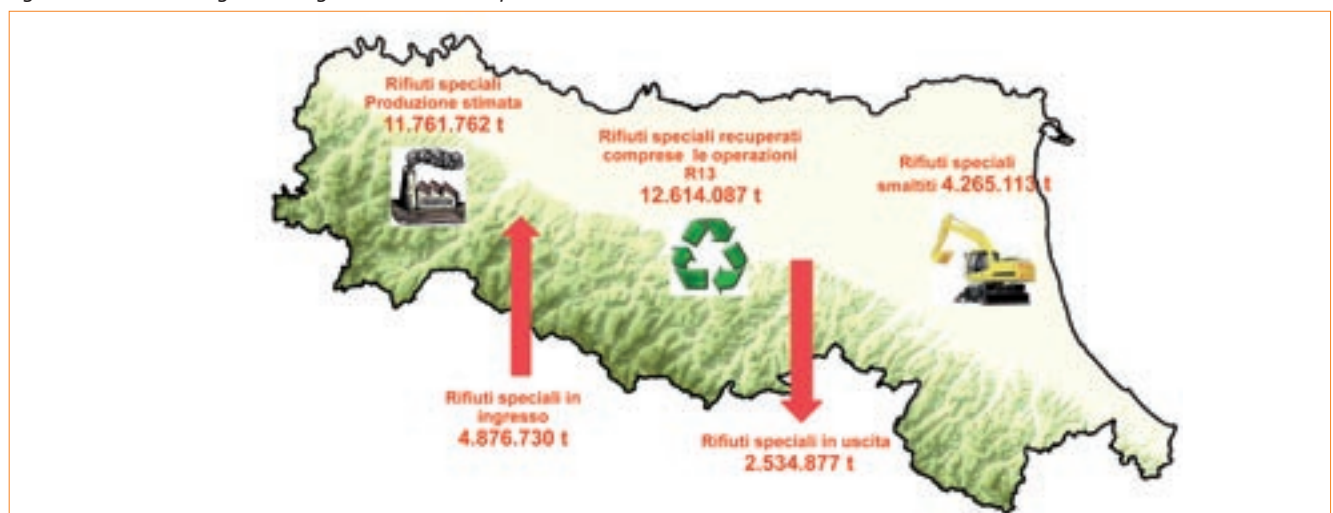 Rifiuti speciali
Produzione stimata
11.761.762 t
Rifiuti speciali recuperati
comprese le operazioni
R13
12.614.087 t
Rifiuti speciali
smaltiti 4.265.113 t
Rifiuti speciali in
ingresso
4.876.730 t
Rifiuti speciali in uscita
2.534.877 t